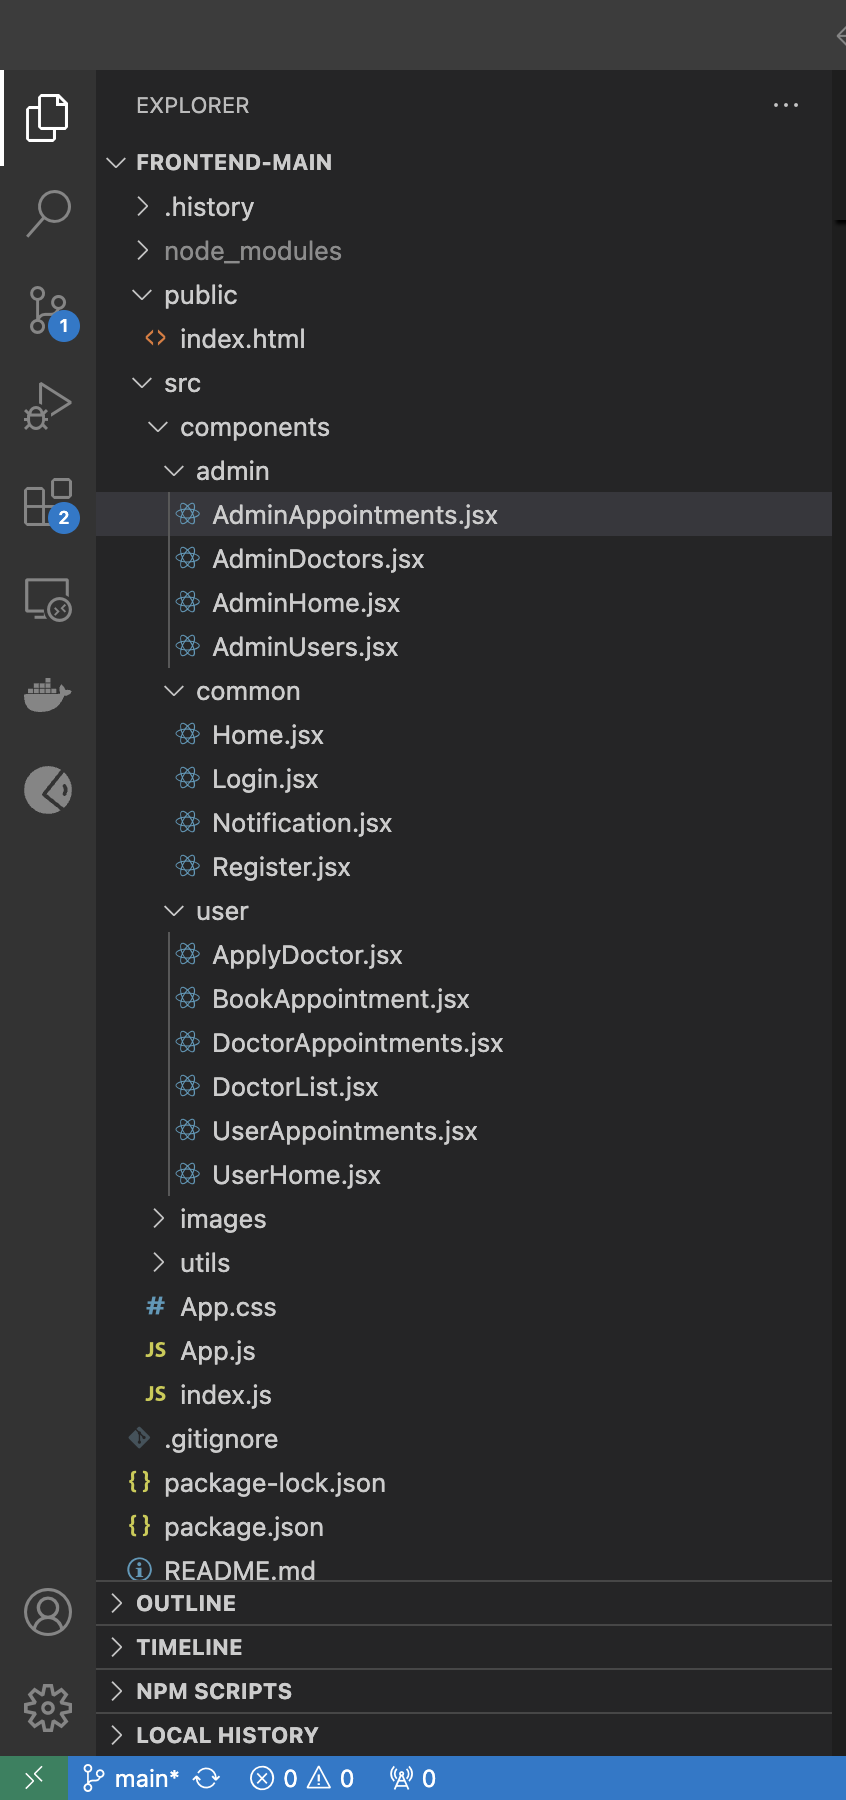 EXPLORER
FRONTEND-MAIN
.history
node_modules
public
<> index.html
src
components
admin
AdminAppointments.jsx
AdminDoctors.jsx
AdminHome.jsx
AdminUsers.jsx
common
Home.jsx
Login.jsx
Notification.jsx
Register.jsx
user
ApplyDoctor.jsx
BookAppointment.jsx
DoctorAppointments.jsx
DoctorList.jsx
UserAppointments.jsx
UserHome.jsx
images
utils
# App.css
JS App.js
JS index.js
.gitignore
{} package-lock.json
{} package.json
README.md
OUTLINE
TIMELINE
NPM SCRIPTS
LOCAL HISTORY
1
2
main* 0 0 0